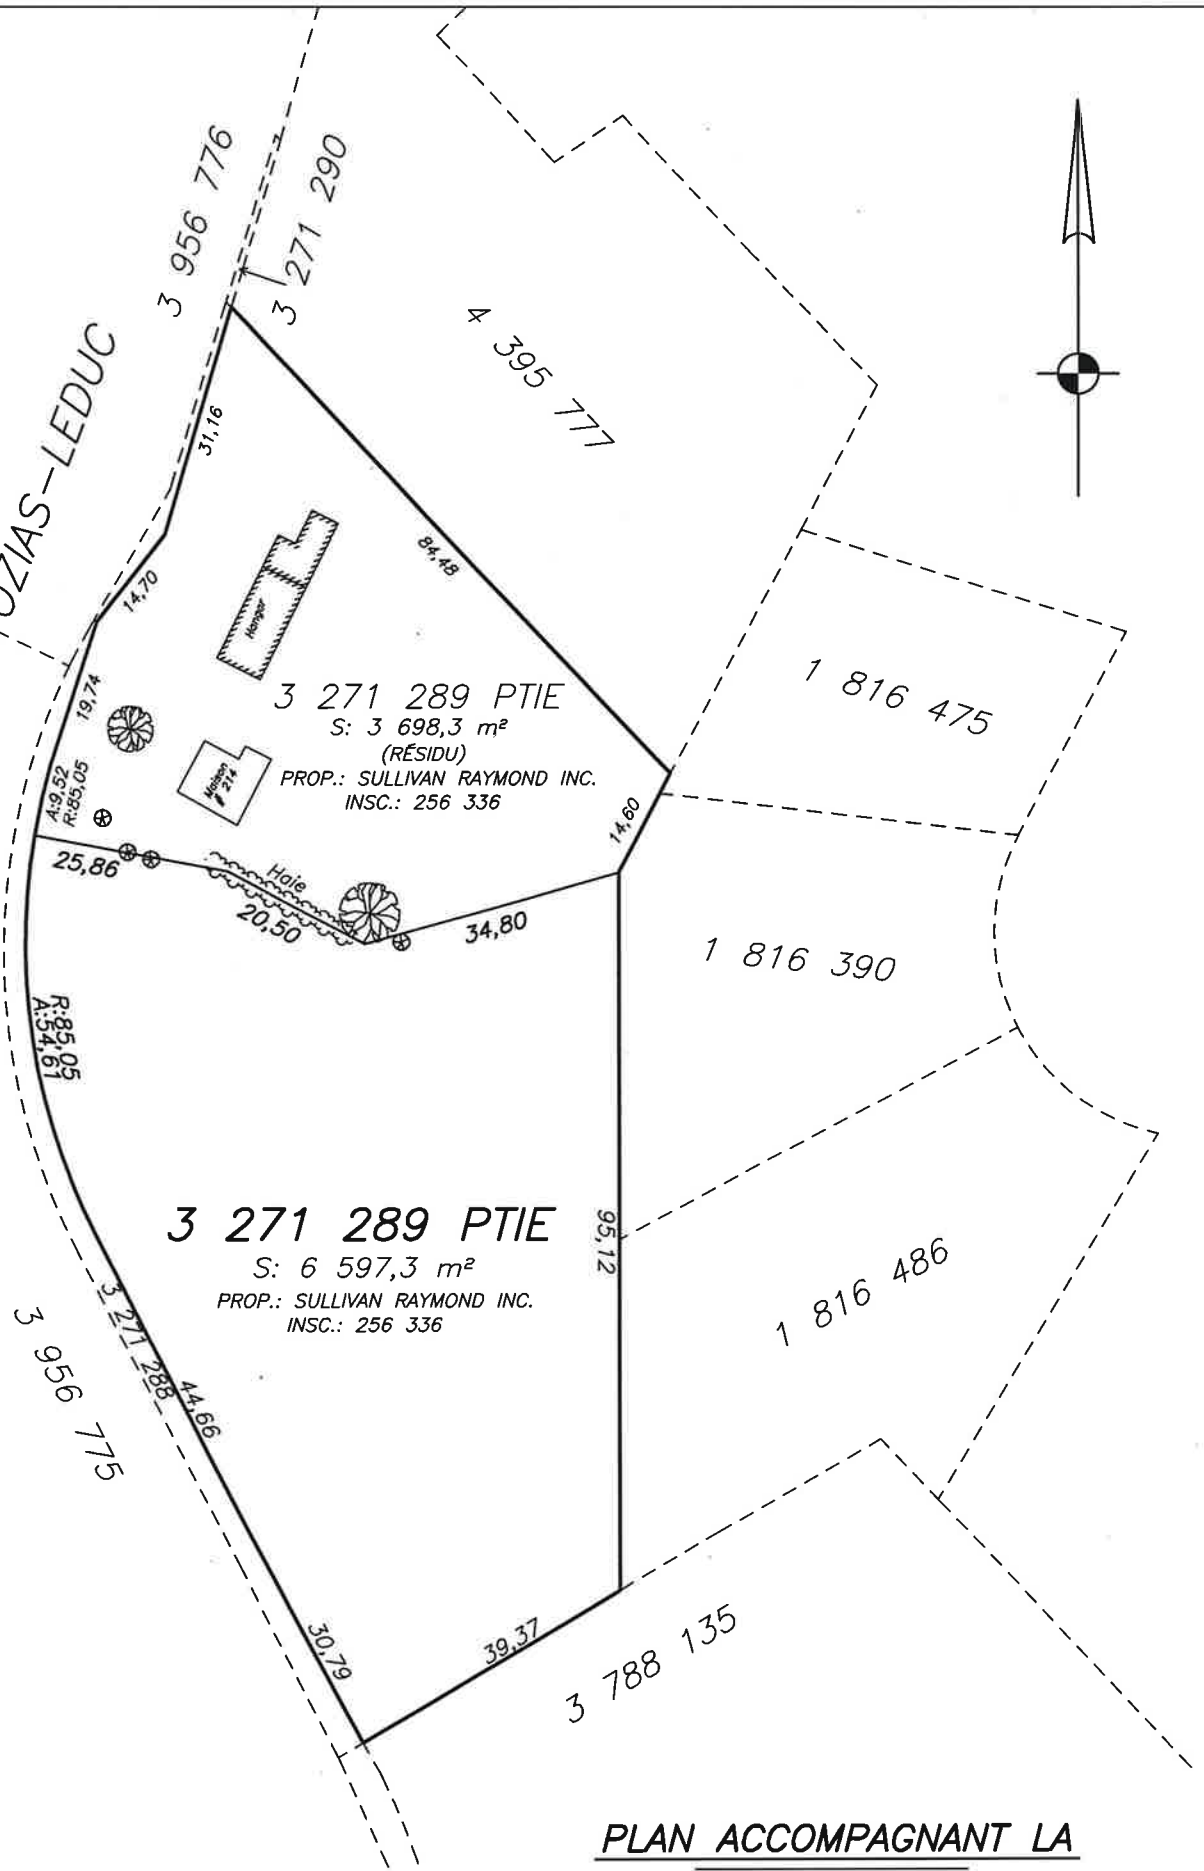 3 956 776
3 271 290
OZIAS-LEDUC
4 395 777
31,16
84,48
14,70
Hangar
19,74
3 271 289 PTIE
S: 3 698,3 m²
(RÉSIDU)
PROP.: SULLIVAN RAYMOND INC.
INSC.: 256 336
1 816 475
Maison
# 214
A:9,52
R:85,05
14,60
25,86
Haie
20,50
34,80
1 816 390
R:85,05
A:54,61
3 271 289 PTIE
S: 6 597,3 m²
PROP.: SULLIVAN RAYMOND INC.
INSC.: 256 336
95,12
1 816 486
3 271 288
3 956 775
44,66
30,79
39,37
3 788 135
PLAN ACCOMPAGNANT LA